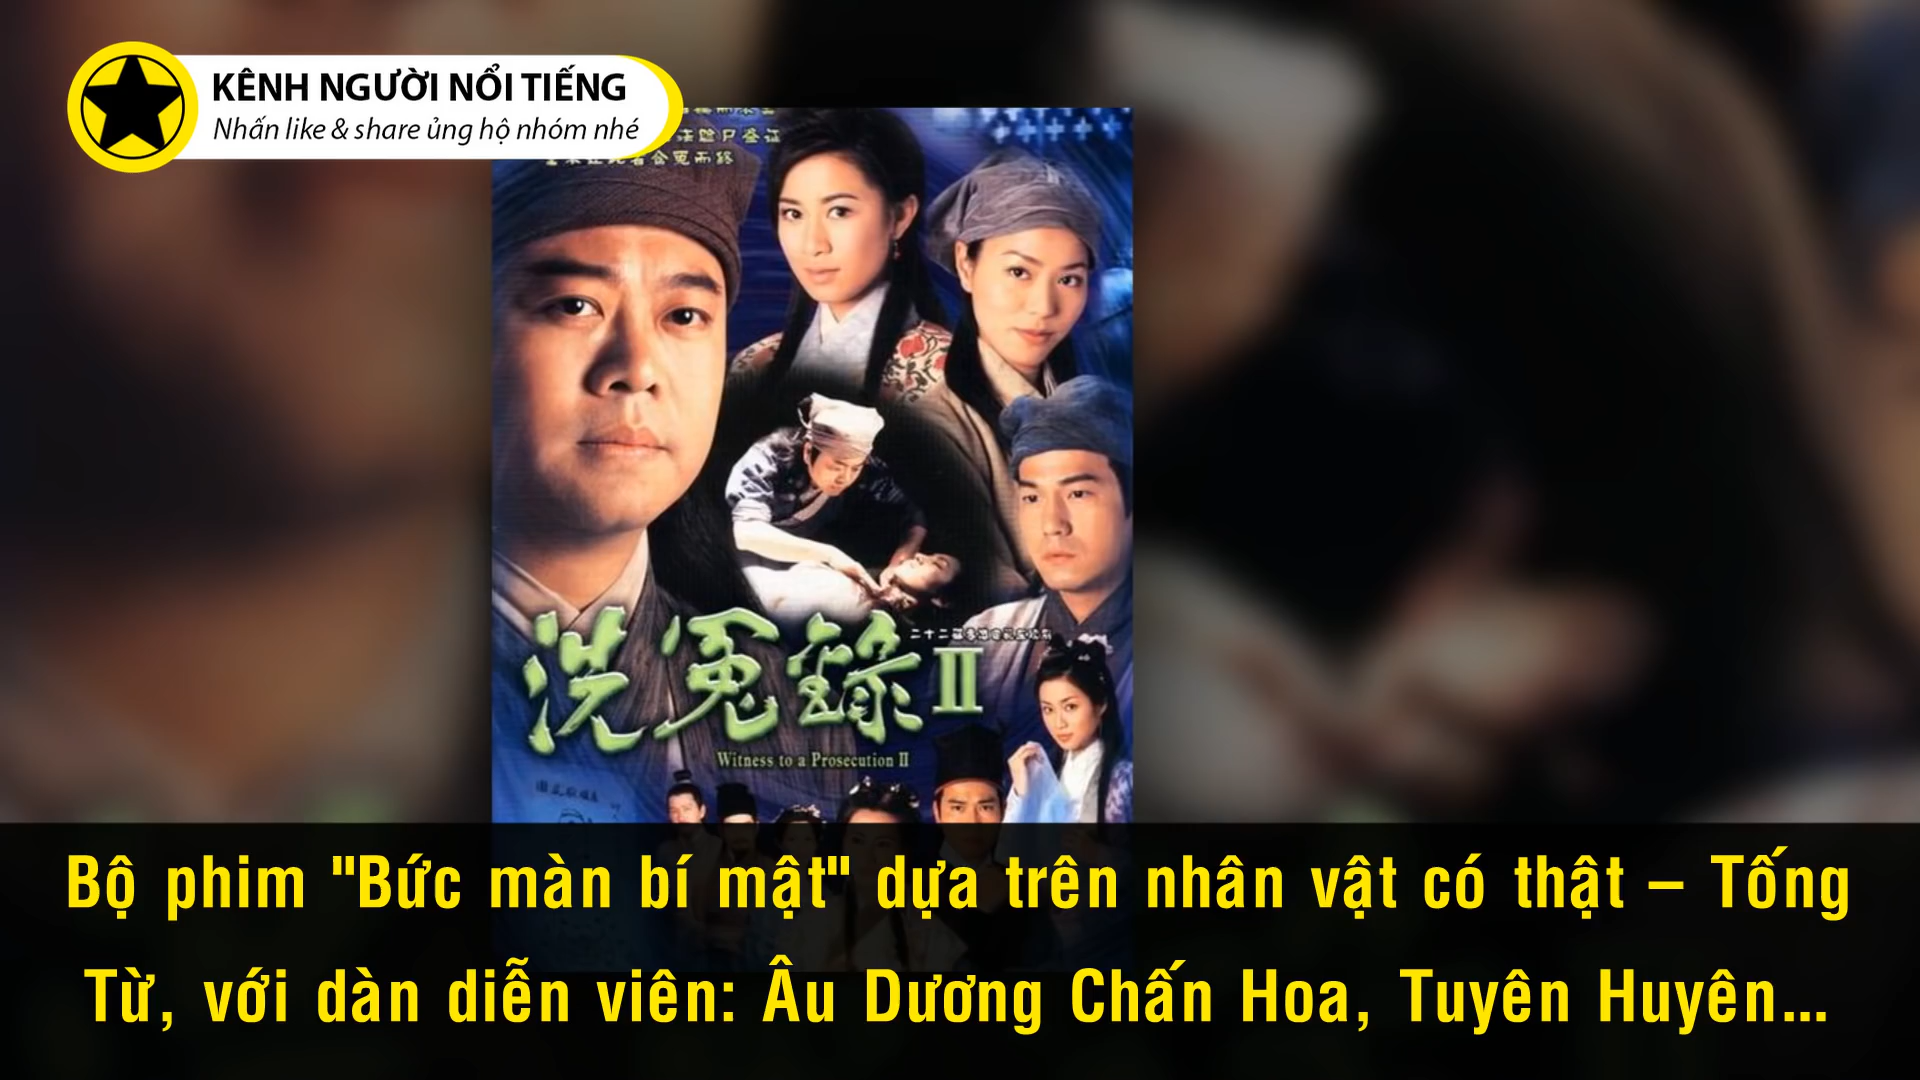 KÊNH NGƯỜI NỔI TIẾNG
Nhấn like & share ủng hộ nhóm nhé
洗冤錄II
Witness to a Prosecution II
Bộ phim "Bức màn bí mật" dựa trên nhân vật có thật – Tống
Từ, với dàn diễn viên: Âu Dương Chấn Hoa, Tuyên Huyên...